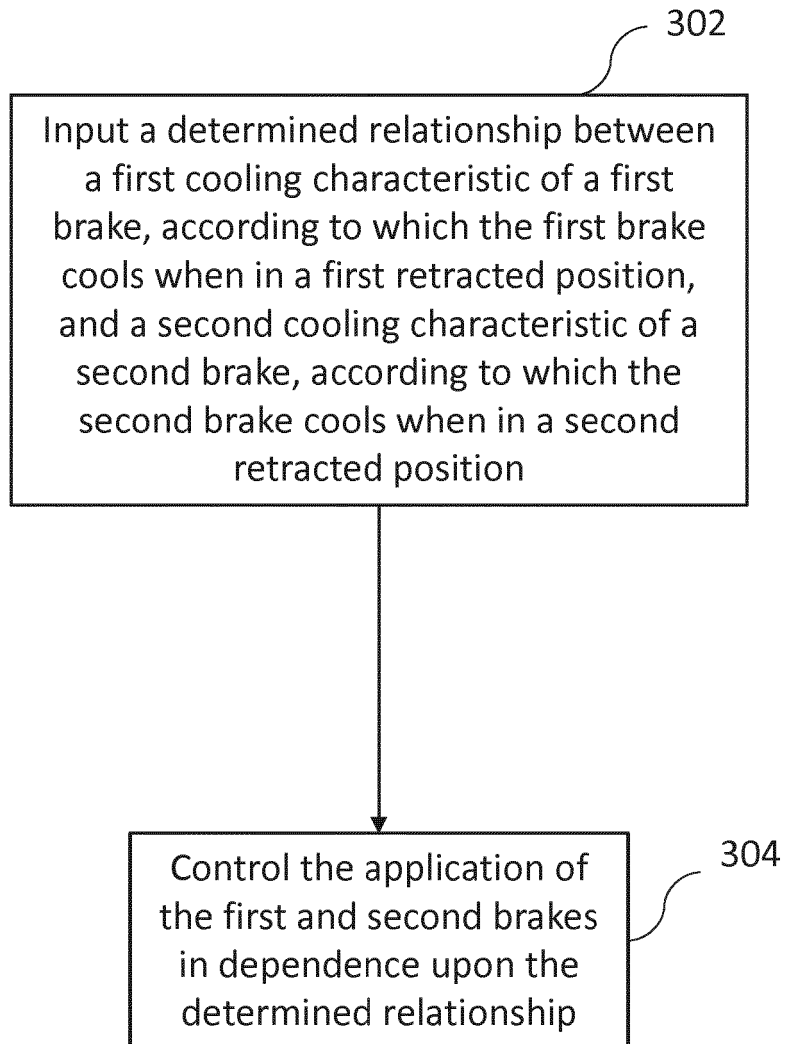 302
Input a determined relationship between
a first cooling characteristic of a first
brake, according to which the first brake
cools when in a first retracted position,
and a second cooling characteristic of a
second brake, according to which the
second brake cools when in a second
retracted position
304
Control the application of
the first and second brakes
in dependence upon the
determined relationship